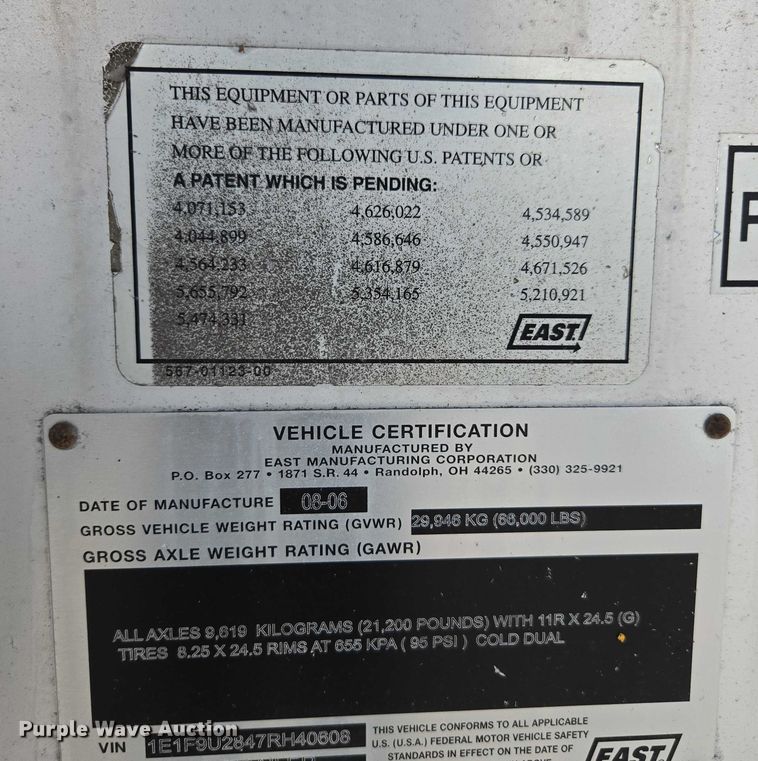 THIS EQUIPMENT OR PARTS OF THIS EQUIPMENT
HAVE BEEN MANUFACTURED UNDER ONE OR
MORE OF THE FOLLOWING U.S. PATENTS OR
A PATENT WHICH IS PENDING:
4,071,153 4,626,022 4,534,589
4,044,899 4,586,646 4,550,947
4,564,233 4,616,879 4,671,526
5,655,792 5,354,165 5,210,921
5,474,331
EAST
567-01123-00
VEHICLE CERTIFICATION
MANUFACTURED BY
EAST MANUFACTURING CORPORATION
P.O. Box 277 • 1871 S.R. 44 • Randolph, OH 44265 • (330) 325-9921
DATE OF MANUFACTURE 08-06
GROSS VEHICLE WEIGHT RATING (GVWR) 29,946 KG (66,000 LBS)
GROSS AXLE WEIGHT RATING (GAWR)
ALL AXLES 9,619 KILOGRAMS (21,200 POUNDS) WITH 11R X 24.5 (G)
TIRES 8.25 X 24.5 RIMS AT 655 KPA ( 95 PSI ) COLD DUAL
VIN 1E1F9U2847RH40608
THIS VEHICLE CONFORMS TO ALL APPLICABLE
U.S. (U.S.A.) FEDERAL MOTOR VEHICLE SAFETY
STANDARDS IN EFFECT ON THE DATE OF
EAST
Purple Wave Auction